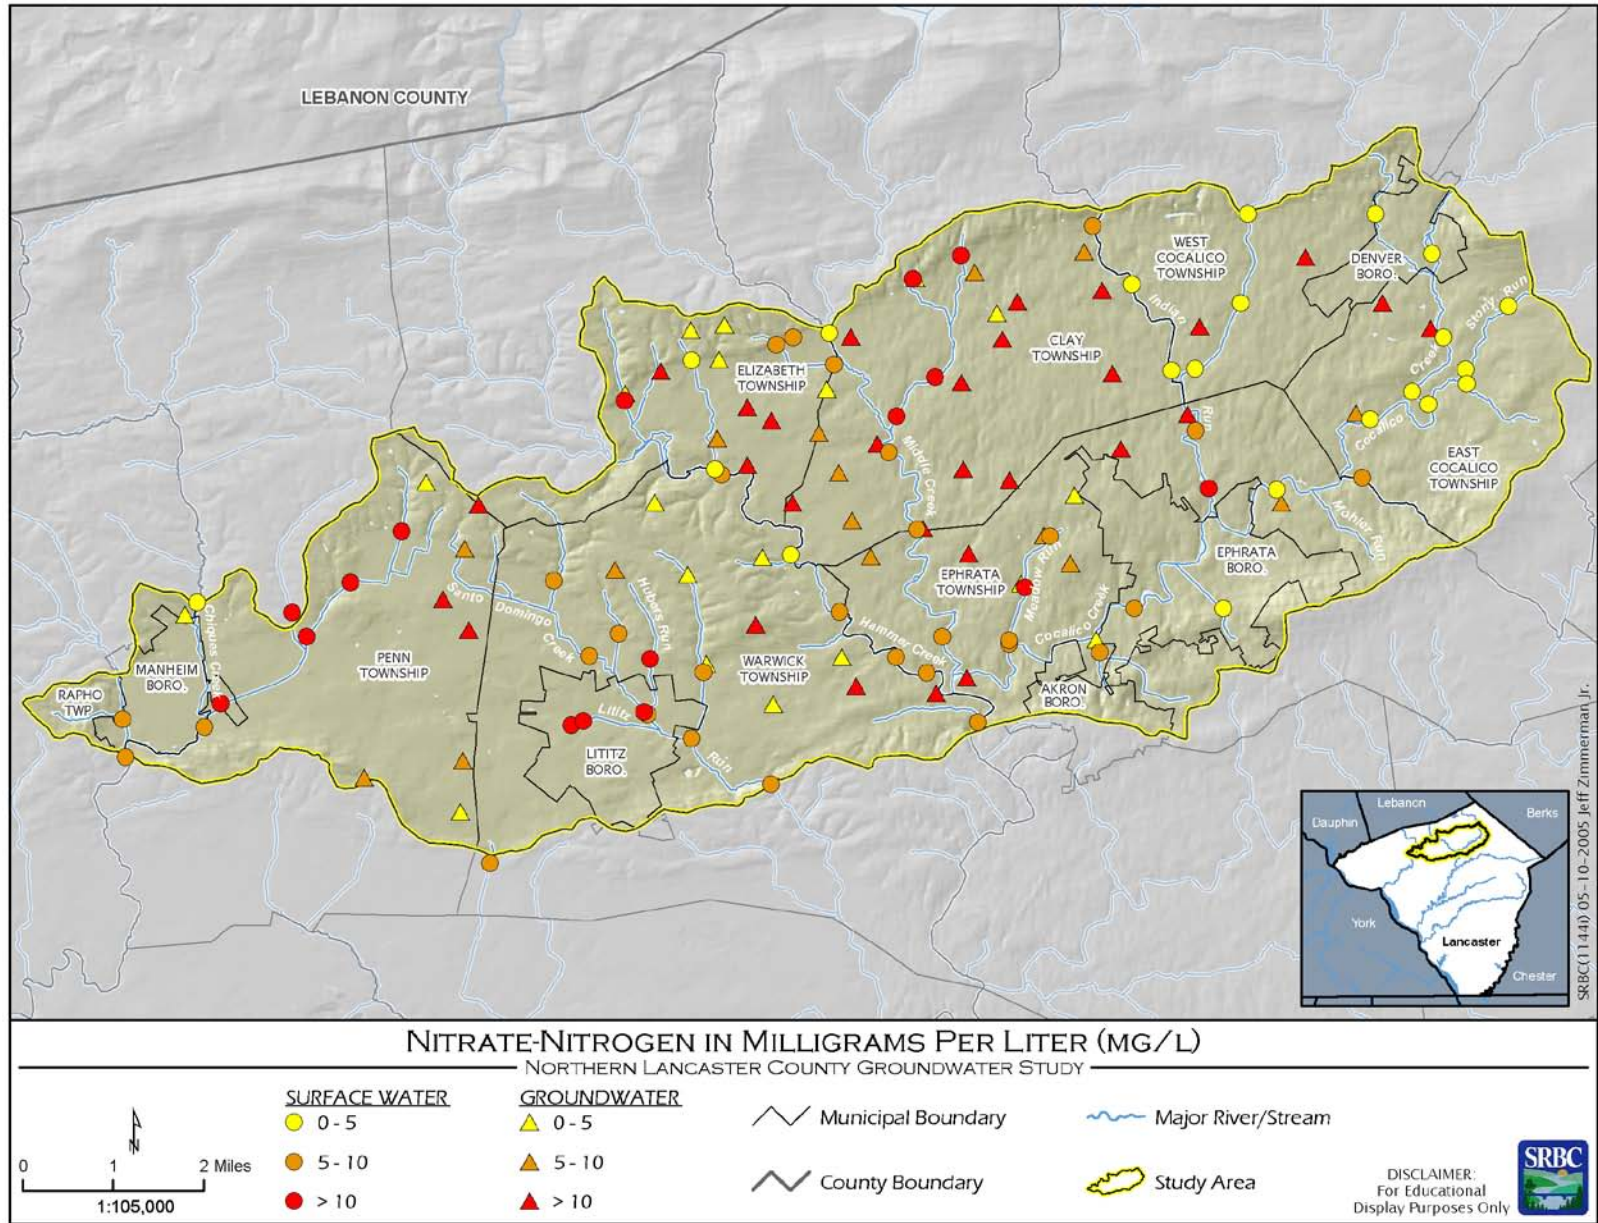 LEBANON COUNTY
WEST
COCALICO
TOWNSHIP
DENVER
BORO.
Stony Run
Indian
CLAY
TOWNSHIP
Creek
ELIZABETH
TOWNSHIP
Run
Cocalico
Middle Creek
EAST
COCALICO
TOWNSHIP
Mohler Run
EPHRATA
BORO.
EPHRATA
TOWNSHIP
Meadow Run
Cocalico Creek
Santo Domingo
Creek
Hubers Run
Hammer Creek
Chiques Creek
PENN
TOWNSHIP
WARWICK
TOWNSHIP
MANHEIM
BORO.
RAPHO
TWP
AKRON
BORO.
Lititz
Run
LITITZ
BORO.
Lebanon
Dauphin
Berks
York
Lancaster
Chester
SRBC(1144i) 05-10-2005 Jeff Zimmerman Jr.
NITRATE-NITROGEN IN MILLIGRAMS PER LITER (MG/L)
NORTHERN LANCASTER COUNTY GROUNDWATER STUDY
N
0 1 2 Miles
1:105,000
SURFACE WATER
0 - 5
5 - 10
> 10
GROUNDWATER
0 - 5
5 - 10
> 10
Municipal Boundary
County Boundary
Major River/Stream
Study Area
DISCLAIMER:
For Educational
Display Purposes Only
SRBC